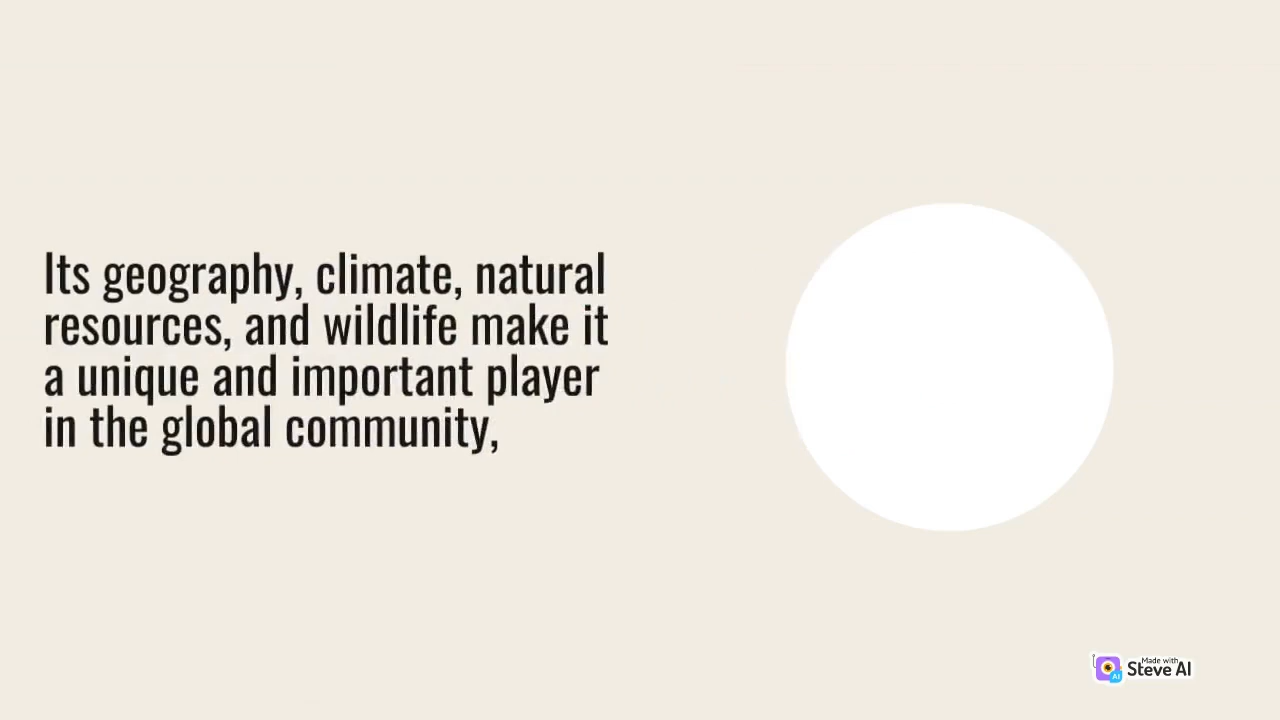 Its geography, climate, natural
resources, and wildlife make it
a unique and important player
in the global community,
Made with
Steve AI
AI